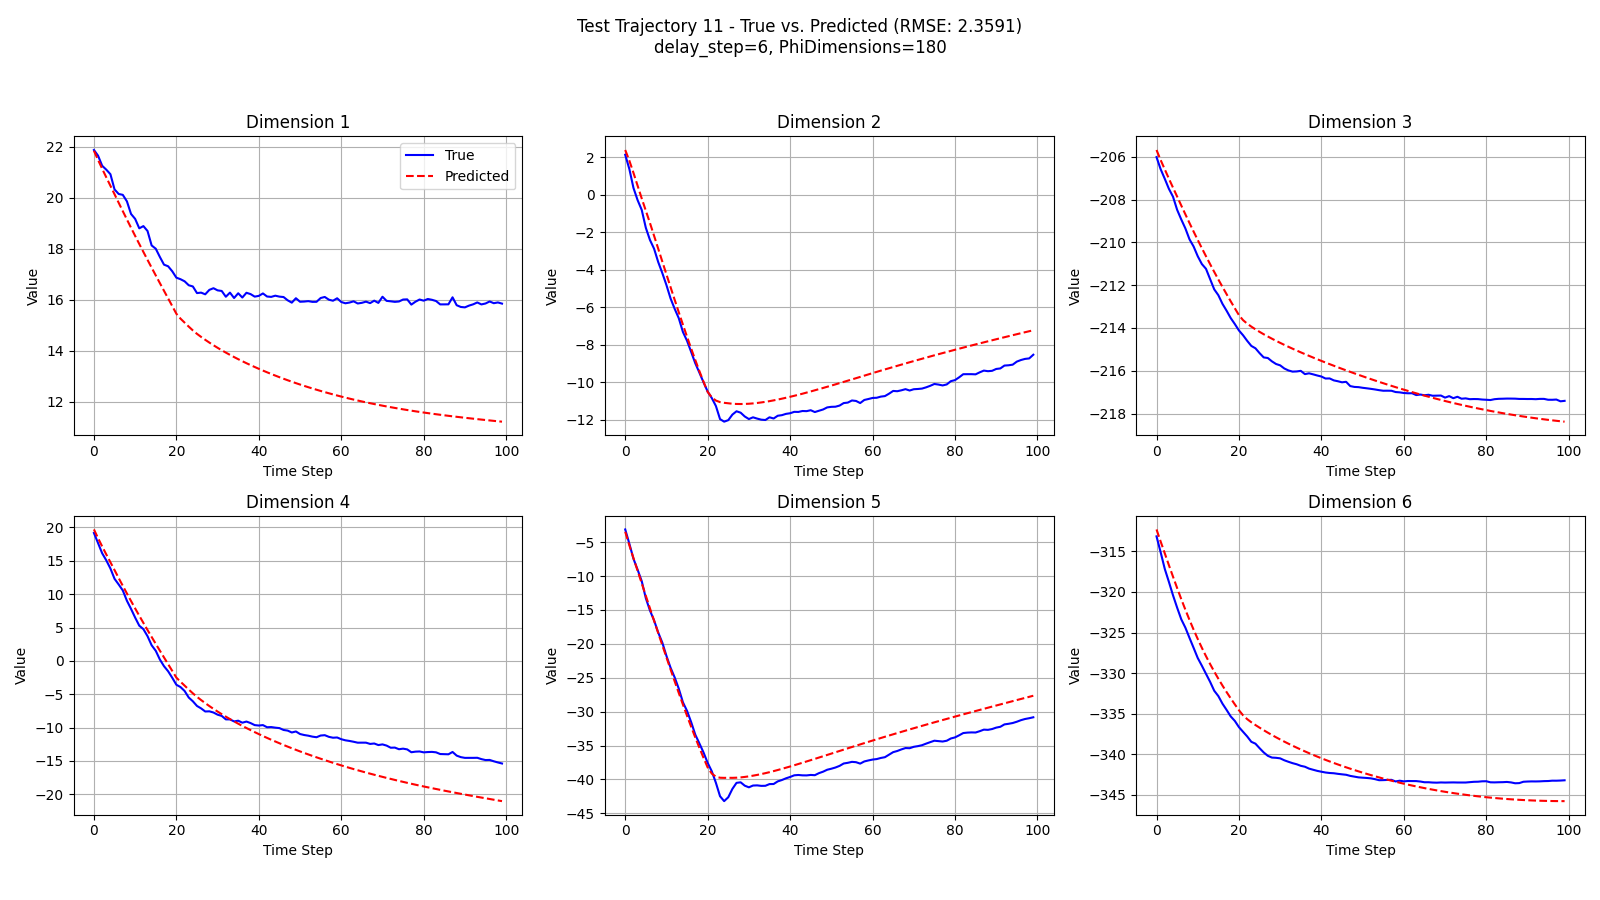 Test Trajectory 11 - True vs. Predicted (RMSE: 2.3591)
delay_step=6, PhiDimensions=180
Dimension 1
22
20
18
16
14
12
Value
0 20 40 60 80 100
Time Step
True
Predicted
Dimension 2
2
0
−2
−4
−6
−8
−10
−12
Value
0 20 40 60 80 100
Time Step
Dimension 3
−206
−208
−210
−212
−214
−216
−218
Value
0 20 40 60 80 100
Time Step
Dimension 4
20
15
10
5
0
−5
−10
−15
−20
Value
0 20 40 60 80 100
Time Step
Dimension 5
−5
−10
−15
−20
−25
−30
−35
−40
−45
Value
0 20 40 60 80 100
Time Step
Dimension 6
−315
−320
−325
−330
−335
−340
−345
Value
0 20 40 60 80 100
Time Step